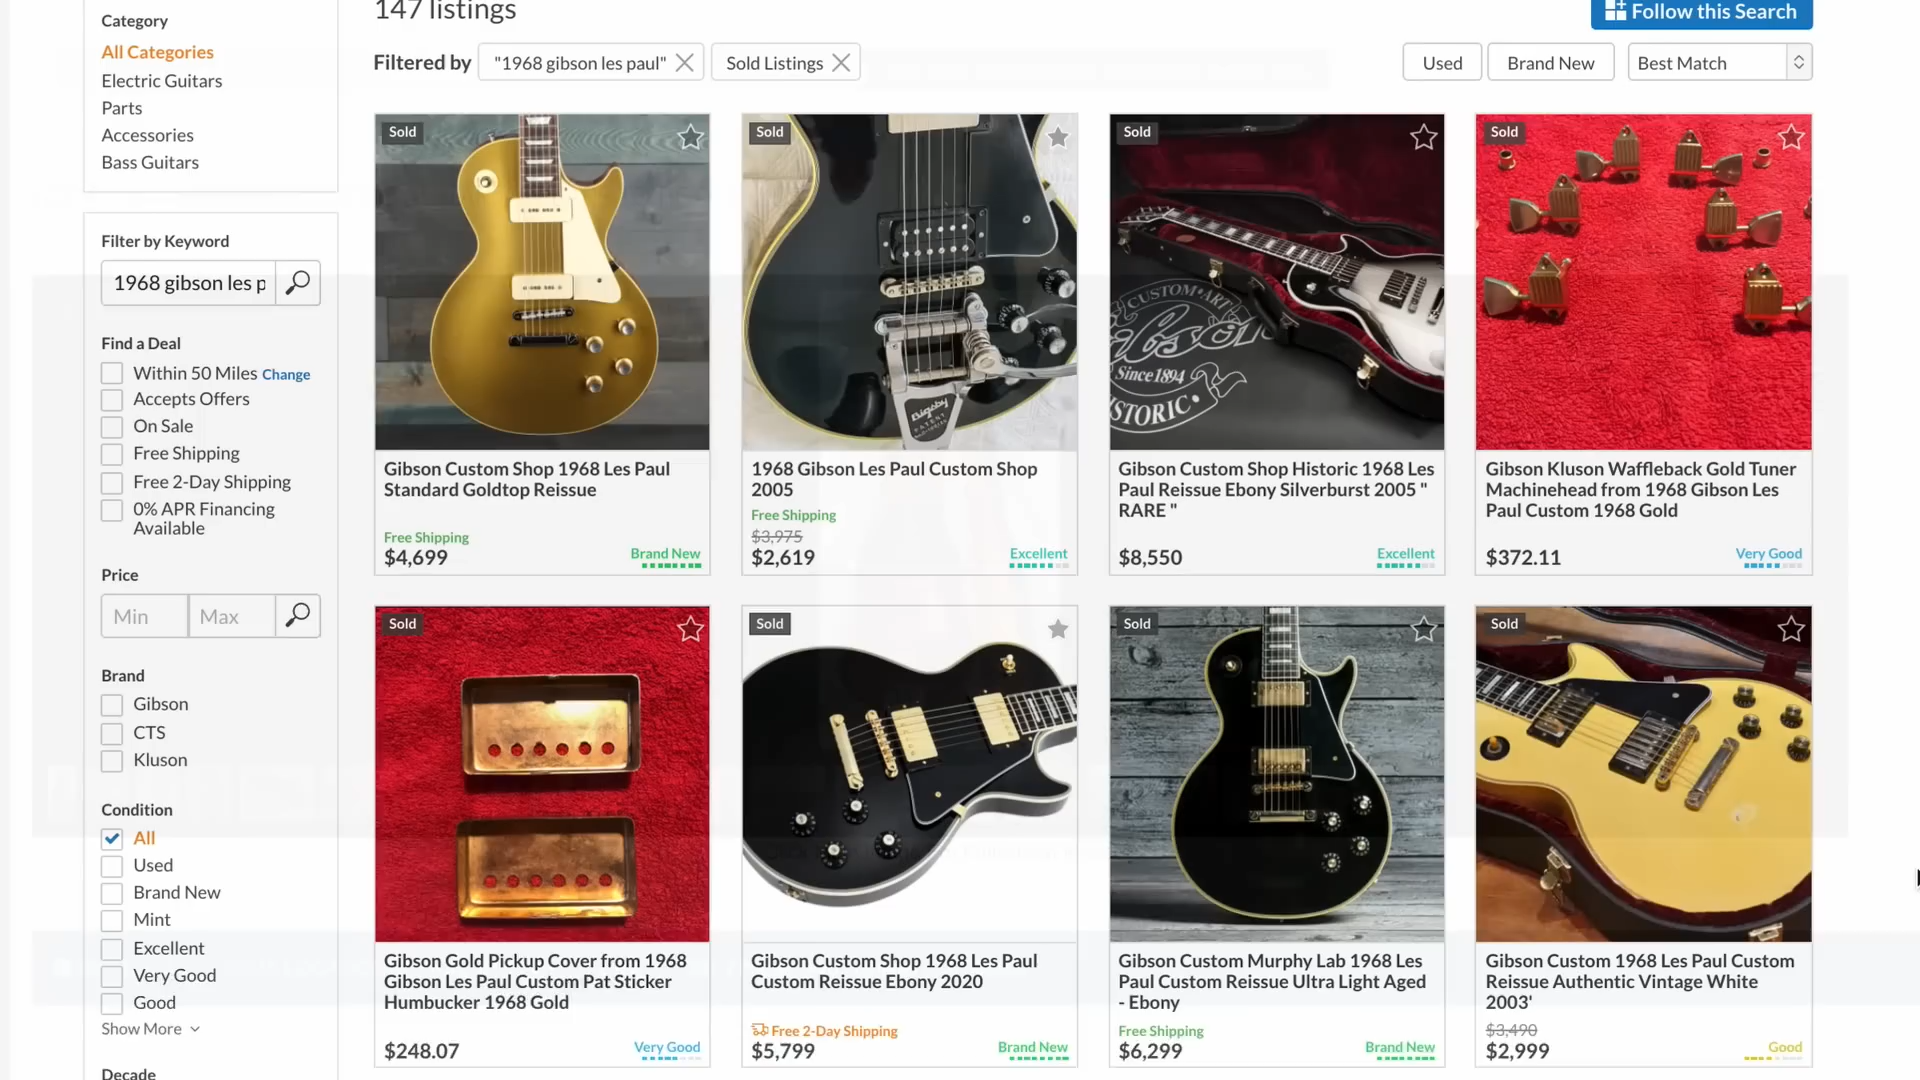 Category
All Categories
Electric Guitars
Parts
Accessories
Bass Guitars
Filter by Keyword
1968 gibson les p
Find a Deal
Within 50 Miles Change
Accepts Offers
On Sale
Free Shipping
Free 2-Day Shipping
0% APR Financing
Available
Price
Min
Max
Brand
Gibson
CTS
Kluson
Condition
All
Used
Brand New
Mint
Excellent
Very Good
Good
Show More
Decade
147 listings
Follow this Search
Filtered by
"1968 gibson les paul"
Sold Listings
Used
Brand New
Best Match
Sold
Gibson Custom Shop 1968 Les Paul
Standard Goldtop Reissue
Free Shipping
$4,699
Brand New
Sold
Bigsby
PATENT
1968 Gibson Les Paul Custom Shop
2005
Free Shipping
$3,975
$2,619
Excellent
Sold
CUSTOM • ART
Gibson
Since 1894
STORIC •
Gibson Custom Shop Historic 1968 Les
Paul Reissue Ebony Silverburst 2005 "
RARE "
$8,550
Excellent
Sold
Gibson Kluson Waffleback Gold Tuner
Machinehead from 1968 Gibson Les
Paul Custom 1968 Gold
$372.11
Very Good
Sold
Gibson Gold Pickup Cover from 1968
Gibson Les Paul Custom Pat Sticker
Humbucker 1968 Gold
$248.07
Very Good
Sold
Gibson Custom Shop 1968 Les Paul
Custom Reissue Ebony 2020
Free 2-Day Shipping
$5,799
Brand New
Sold
Gibson Custom Murphy Lab 1968 Les
Paul Custom Reissue Ultra Light Aged
- Ebony
Free Shipping
$6,299
Brand New
Sold
Gibson Custom 1968 Les Paul Custom
Reissue Authentic Vintage White
2003'
$3,490
$2,999
Good